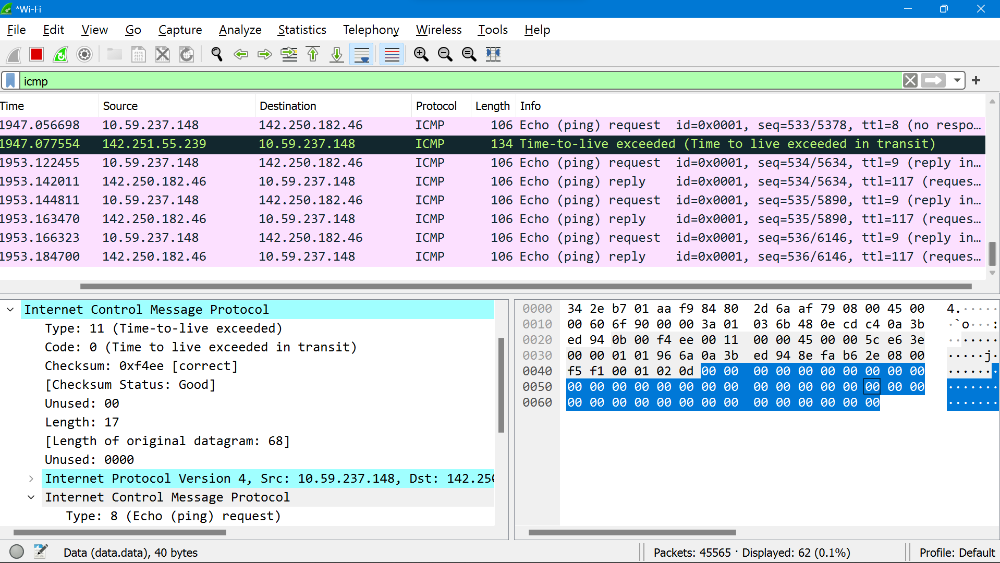 *Wi-Fi
File Edit View Go Capture Analyze Statistics Telephony Wireless Tools Help
icmp
Time Source Destination Protocol Length Info
1947.056698 10.59.237.148 142.250.182.46 ICMP 106 Echo (ping) request id=0x0001, seq=533/5378, ttl=8 (no respo…
1947.077554 142.251.55.239 10.59.237.148 ICMP 134 Time-to-live exceeded (Time to live exceeded in transit)
1953.122455 10.59.237.148 142.250.182.46 ICMP 106 Echo (ping) request id=0x0001, seq=534/5634, ttl=9 (reply in…
1953.142011 142.250.182.46 10.59.237.148 ICMP 106 Echo (ping) reply id=0x0001, seq=534/5634, ttl=117 (reques…
1953.144811 10.59.237.148 142.250.182.46 ICMP 106 Echo (ping) request id=0x0001, seq=535/5890, ttl=9 (reply in…
1953.163470 142.250.182.46 10.59.237.148 ICMP 106 Echo (ping) reply id=0x0001, seq=535/5890, ttl=117 (reques…
1953.166323 10.59.237.148 142.250.182.46 ICMP 106 Echo (ping) request id=0x0001, seq=536/6146, ttl=9 (reply in…
1953.184700 142.250.182.46 10.59.237.148 ICMP 106 Echo (ping) reply id=0x0001, seq=536/6146, ttl=117 (reques…
Internet Control Message Protocol
Type: 11 (Time-to-live exceeded)
Code: 0 (Time to live exceeded in transit)
Checksum: 0xf4ee [correct]
[Checksum Status: Good]
Unused: 00
Length: 17
[Length of original datagram: 68]
Unused: 0000
Internet Protocol Version 4, Src: 10.59.237.148, Dst: 142.250
Internet Control Message Protocol
Type: 8 (Echo (ping) request)
0000 34 2e b7 01 aa f9 84 80 2d 6a af 79 08 00 45 00 4.·····
0010 00 60 6f 90 00 00 3a 01 03 6b 48 0e cd c4 0a 3b ·`o···:
0020 ed 94 0b 00 f4 ee 00 11 00 00 45 00 00 5c e6 3e ·······
0030 00 00 01 01 96 6a 0a 3b ed 94 8e fa b6 2e 08 00 ·····j·
0040 f5 f1 00 01 02 0d 00 00 00 00 00 00 00 00 00 00 ·······
0050 00 00 00 00 00 00 00 00 00 00 00 00 00 00 00 00 ·······
0060 00 00 00 00 00 00 00 00 00 00 00 00 00 00 ·······
Data (data.data), 40 bytes
Packets: 45565 · Displayed: 62 (0.1%)
Profile: Default